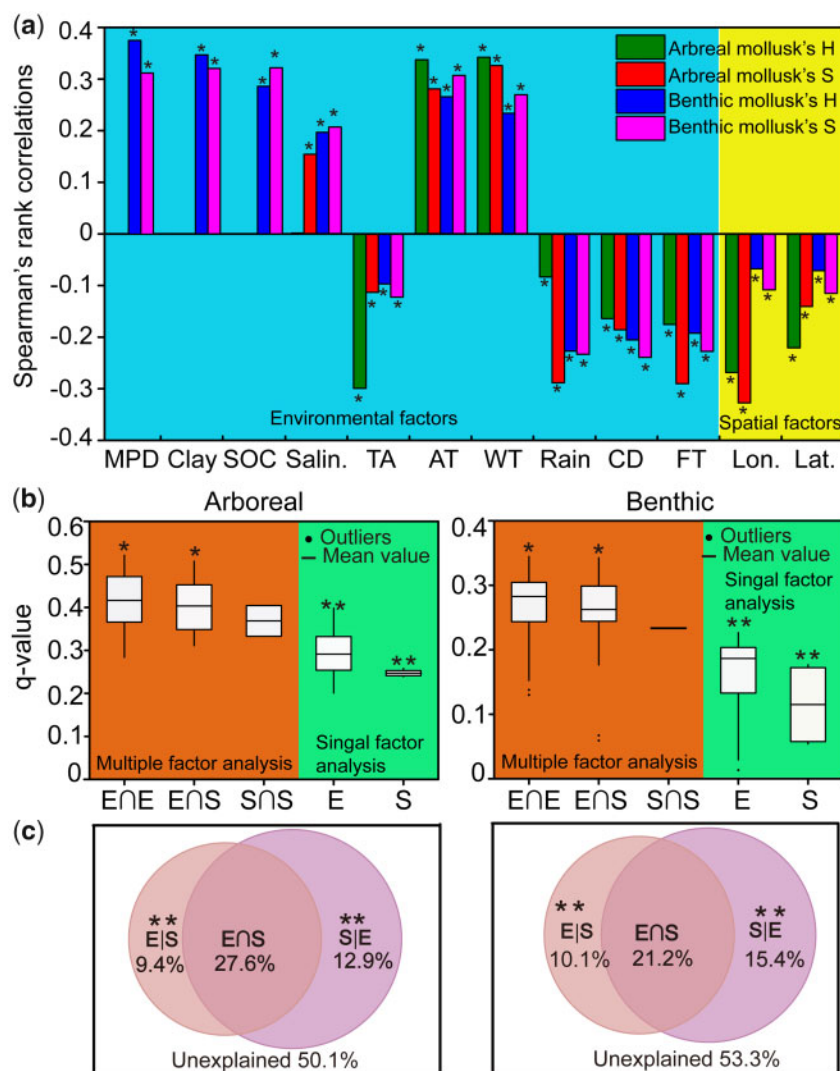 (a)
0.4
0.3
0.2
0.1
0
-0.1
-0.2
-0.3
-0.4
Spearman's rank correlations
Arbreal mollusk's H
Arbreal mollusk's S
Benthic mollusk's H
Benthic mollusk's S
* * * * * * * * * * * * * * * * * * * * * * * * * * * * * * * * * * * * * * * * *
Environmental factors
Spatial factors
MPD Clay SOC Salin. TA AT WT Rain CD FT Lon. Lat.
(b)
Arboreal
0.6
0.5
0.4
0.3
0.2
0.1
0
q-value
* * ** **
• Outliers
— Mean value
Multiple factor analysis
Singal factor
analysis
E∩E E∩S S∩S E S
Benthic
0.4
0.3
0.2
0.1
0
* * ** **
• Outliers
— Mean value
Singal factor
analysis
Multiple factor analysis
E∩E E∩S S∩S E S
(c)
** **
E|S E∩S S|E
9.4% 27.6% 12.9%
Unexplained 50.1%
** **
E|S E∩S S|E
10.1% 21.2% 15.4%
Unexplained 53.3%